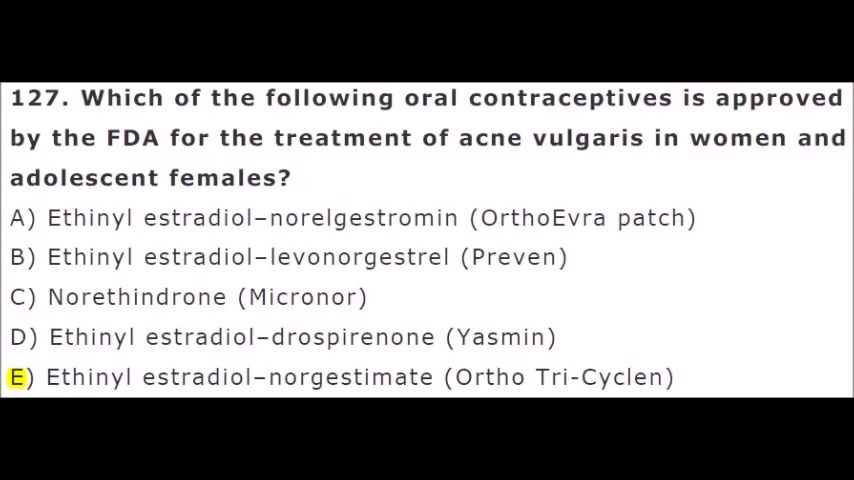 127. Which of the following oral contraceptives is approved
by the FDA for the treatment of acne vulgaris in women and
adolescent females?
A) Ethinyl estradiol–norelgestromin (OrthoEvra patch)
B) Ethinyl estradiol–levonorgestrel (Preven)
C) Norethindrone (Micronor)
D) Ethinyl estradiol–drospirenone (Yasmin)
E) Ethinyl estradiol–norgestimate (Ortho Tri-Cyclen)